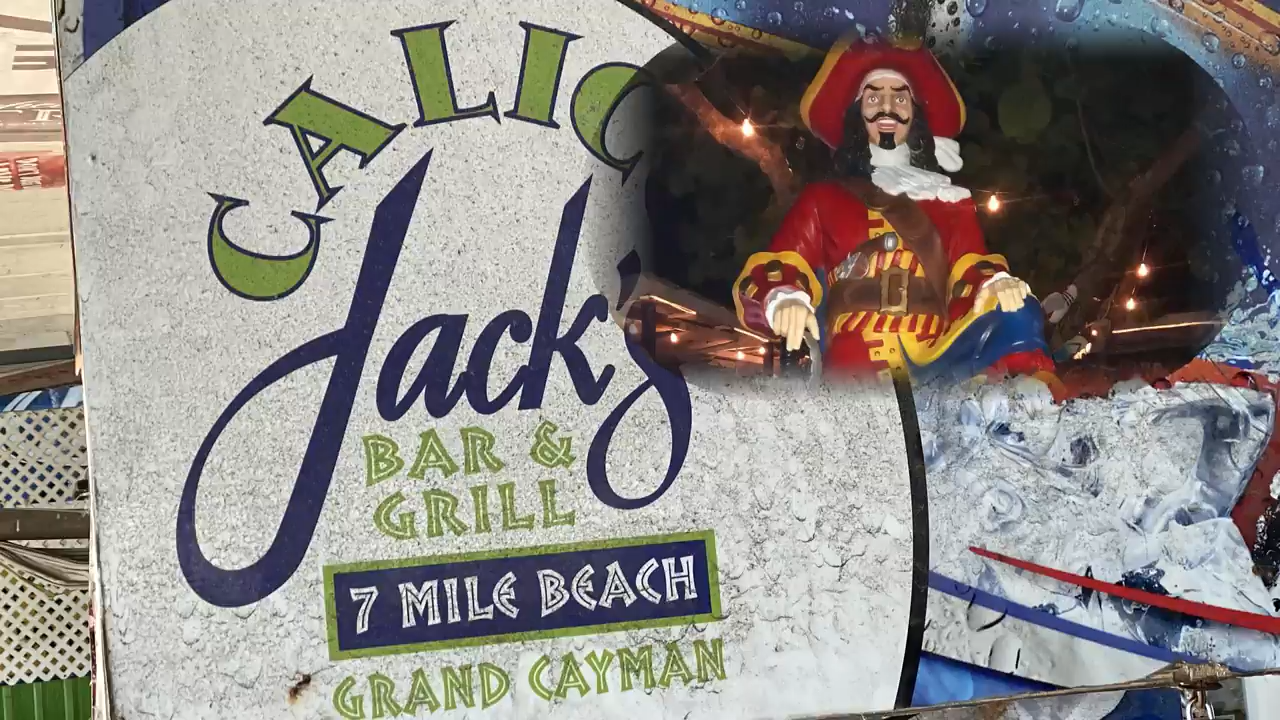 CALIC
Jack's
BAR &
GRILL
7 MILE BEACH
GRAND CAYMAN